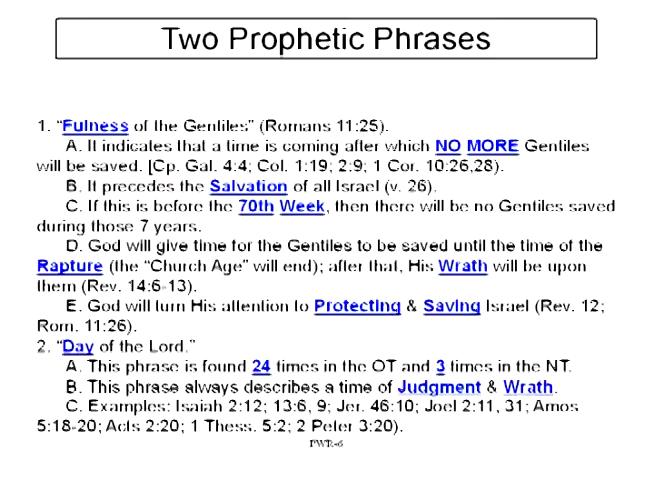 Two Prophetic Phrases
1. “Fulness of the Gentiles” (Romans 11:25).
A. It indicates that a time is coming after which NO MORE Gentiles
will be saved. [Cp. Gal. 4:4; Col. 1:19; 2:9; 1 Cor. 10:26,28).
B. It precedes the Salvation of all Israel (v. 26).
C. If this is before the 70th Week, then there will be no Gentiles saved
during those 7 years.
D. God will give time for the Gentiles to be saved until the time of the
Rapture (the “Church Age” will end); after that, His Wrath will be upon
them (Rev. 14:6-13).
E. God will turn His attention to Protecting & Saving Israel (Rev. 12;
Rom. 11:26).
2. “Day of the Lord.”
A. This phrase is found 24 times in the OT and 3 times in the NT.
B. This phrase always describes a time of Judgment & Wrath.
C. Examples: Isaiah 2:12; 13:6, 9; Jer. 46:10; Joel 2:11, 31; Amos
5:18-20; Acts 2:20; 1 Thess. 5:2; 2 Peter 3:20).
PWR-6